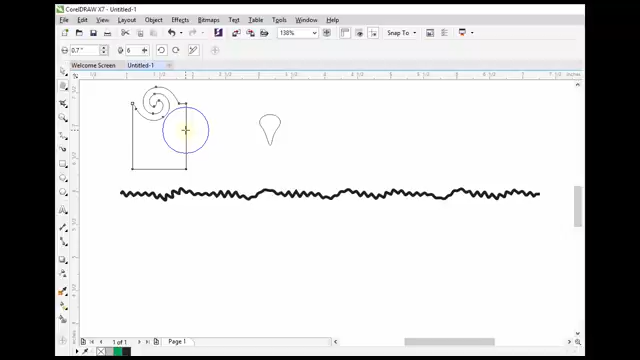 CorelDRAW X7 - Untitled-1
File Edit View Layout Object Effects Bitmaps Text Table Tools Window Help
138% Snap To
0.7 " 6
Welcome Screen Untitled-1
inches
1 of 1 Page 1